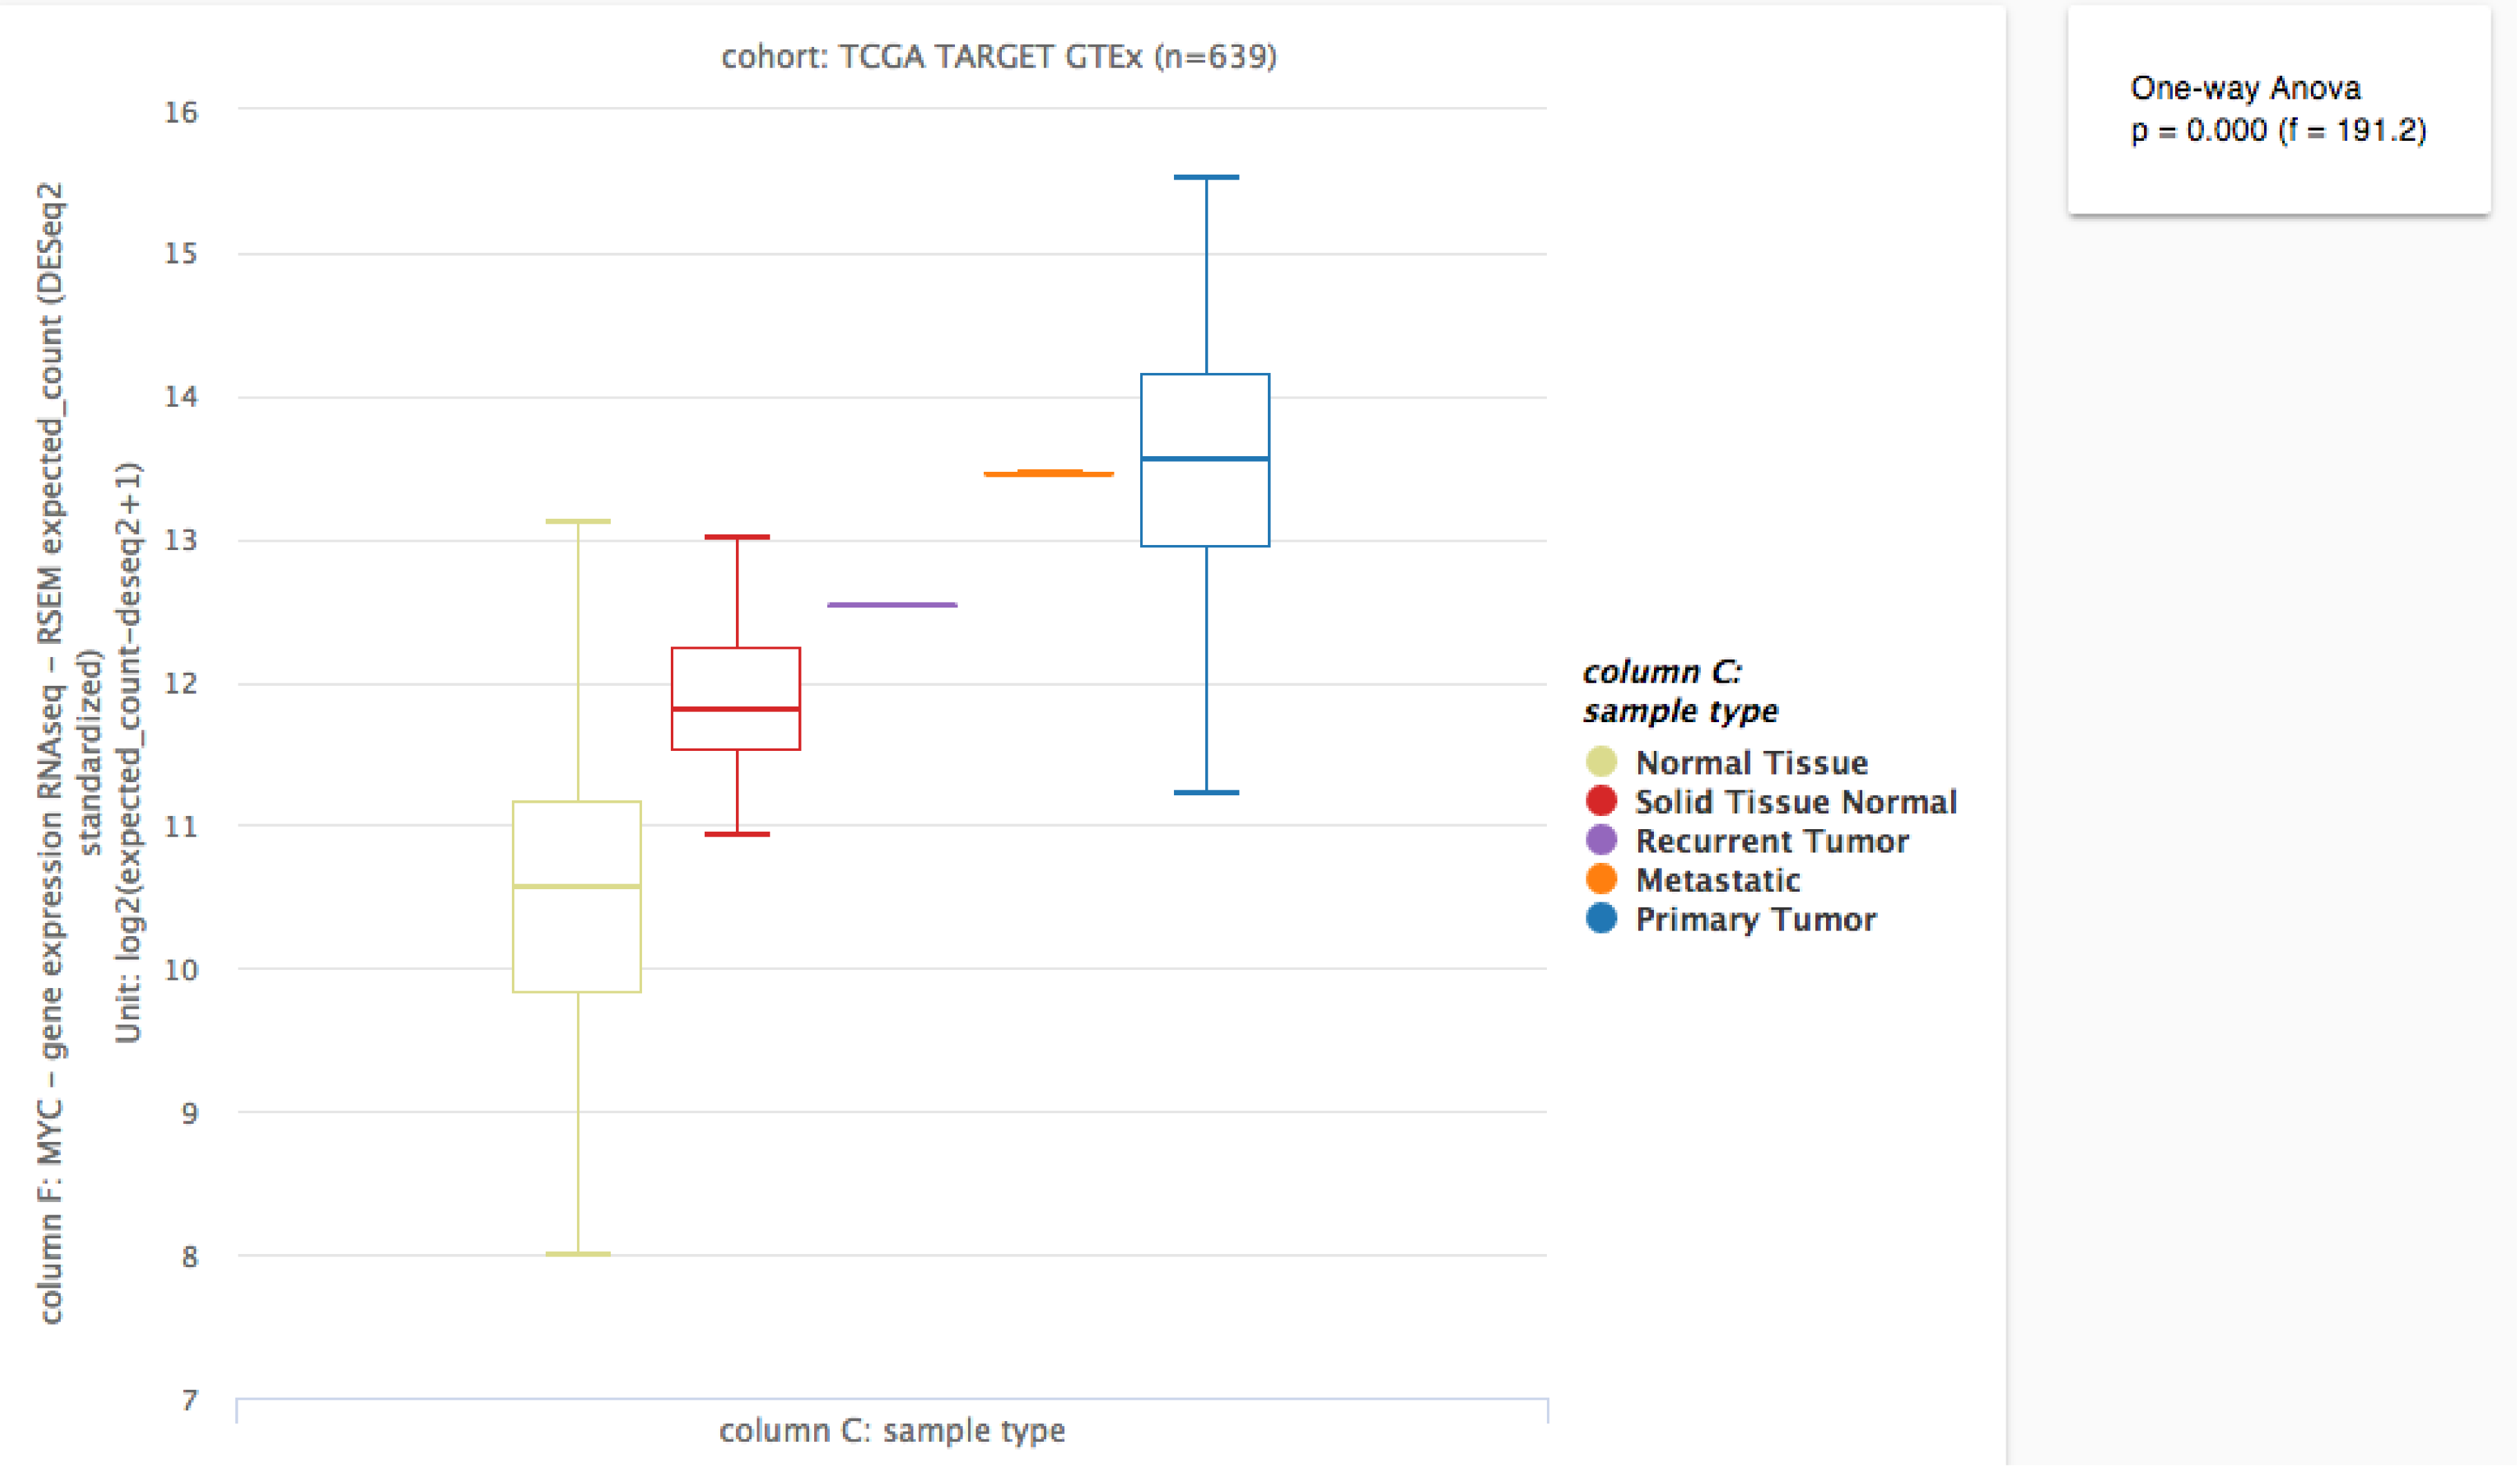 cohort: TCGA TARGET GTEx (n=639)
One-way Anova
p = 0.000 (f = 191.2)
column F: MYC – gene expression RNAseq – RSEM expected_count (DESeq2
standardized)
Unit: log2(expected_count-deseq2+1)
16
15
14
13
12
11
10
9
8
7
column C: sample type
column C:
sample type
Normal Tissue
Solid Tissue Normal
Recurrent Tumor
Metastatic
Primary Tumor